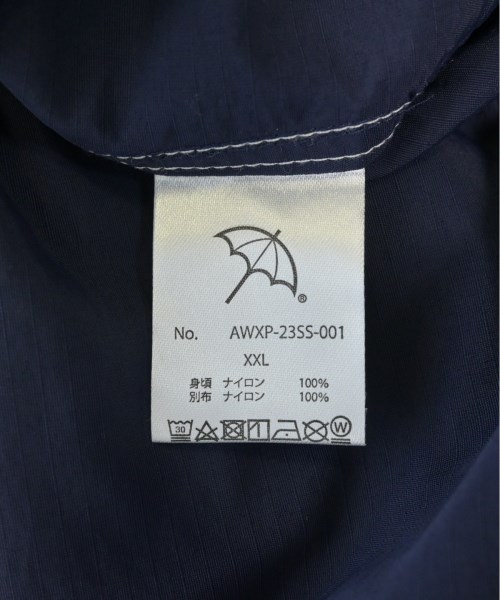 ®
No. AWXP-23SS-001
XXL
身頃 ナイロン 100%
別布 ナイロン 100%
30 W